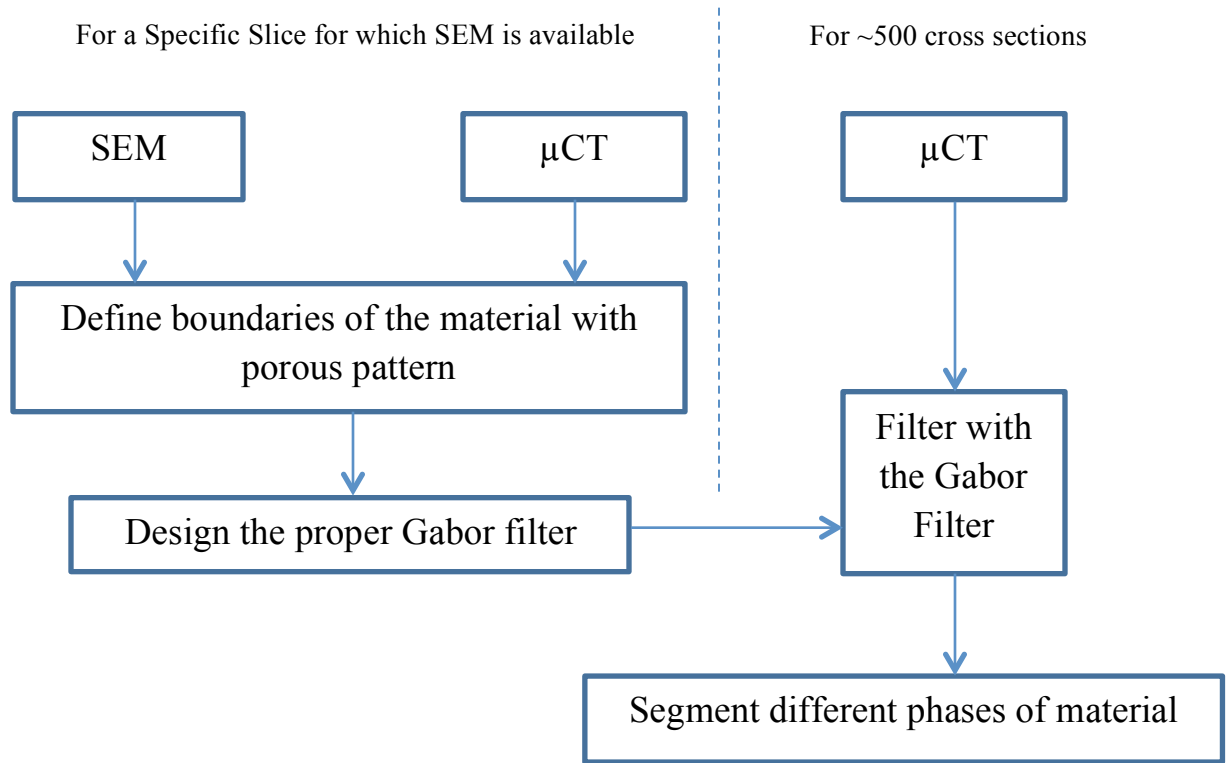 For a Specific Slice for which SEM is available
For ~500 cross sections
SEM
µCT
µCT
Define boundaries of the material with
porous pattern
Filter with
the Gabor
Filter
Design the proper Gabor filter
Segment different phases of material